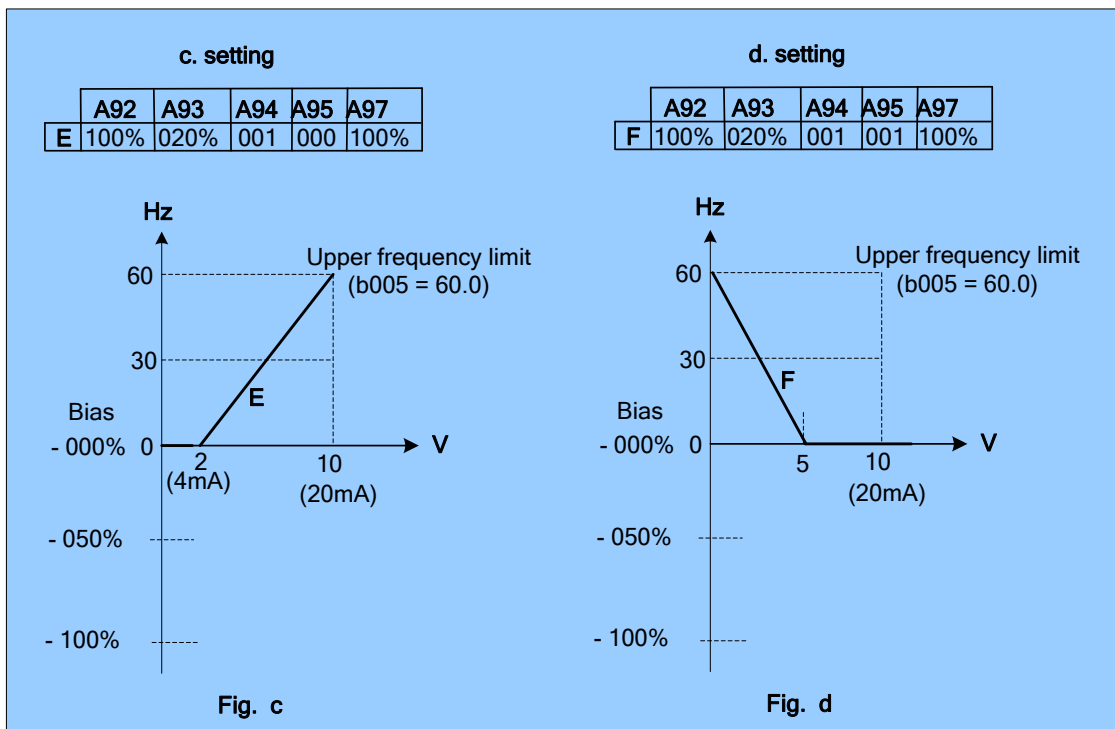 c. setting
A92 A93 A94 A95 A97
E 100% 020% 001 000 100%
Hz
Upper frequency limit
(b005 = 60.0)
60
30
E
Bias
- 000% 0
V
2 10
(4mA) (20mA)
- 050%
- 100%
Fig. c
d. setting
A92 A93 A94 A95 A97
F 100% 020% 001 001 100%
Hz
Upper frequency limit
(b005 = 60.0)
60
30
F
Bias
- 000% 0
V
5 10
(20mA)
- 050%
- 100%
Fig. d